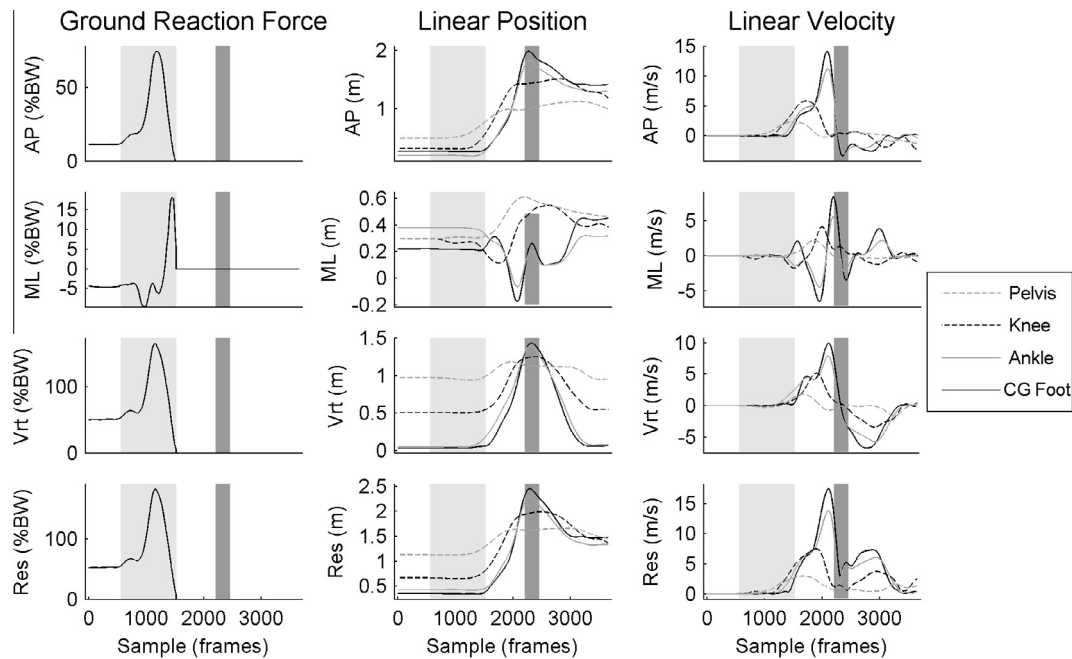 Ground Reaction Force
Linear Position
Linear Velocity
AP (%BW)
50
0
AP (m)
2
1
AP (m/s)
15
10
5
0
ML (%BW)
15
10
5
0
-5
ML (m)
0.6
0.4
0.2
0
-0.2
ML (m/s)
5
0
-5
Vrt (%BW)
100
0
Vrt (m)
1.5
1
0.5
0
Vrt (m/s)
10
5
0
-5
Res (%BW)
100
0
Res (m)
2.5
2
1.5
1
0.5
Res (m/s)
15
10
5
0
0 1000 2000 3000
Sample (frames)
0 1000 2000 3000
Sample (frames)
0 1000 2000 3000
Sample (frames)
Pelvis
Knee
Ankle
CG Foot